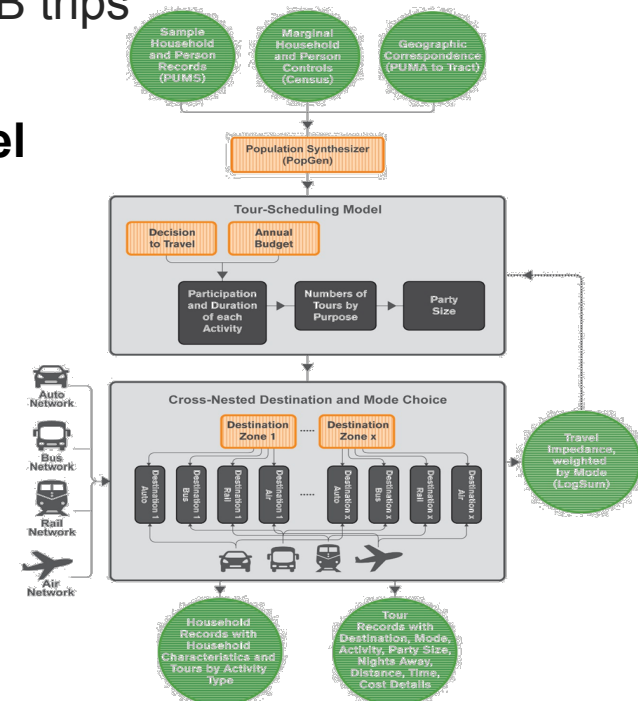 B trips
el
Sample
Household
and Person
Records
(PUMS)
Marginal
Household
and Person
Controls
(Census)
Geographic
Correspondence
(PUMA to Tract)
Population Synthesizer
(PopGen)
Tour-Scheduling Model
Decision
to Travel
Annual
Budget
Participation
and Duration
of each
Activity
Numbers of
Tours by
Purpose
Party
Size
Auto
Network
Bus
Network
Rail
Network
Air
Network
Cross-Nested Destination and Mode Choice
Destination
Zone 1
.....
Destination
Zone x
Destination 1
Auto
Destination 1
Bus
Destination 1
Rail
Destination 1
Air
.....
Destination x
Auto
Destination x
Bus
Destination x
Rail
Destination x
Air
Travel
Impedance,
weighted
by Mode
(LogSum)
Household
Records with
Household
Characteristics and
Tours by Activity
Type
Tour
Records with
Destination, Mode,
Activity, Party Size,
Nights Away,
Distance, Time,
Cost Details